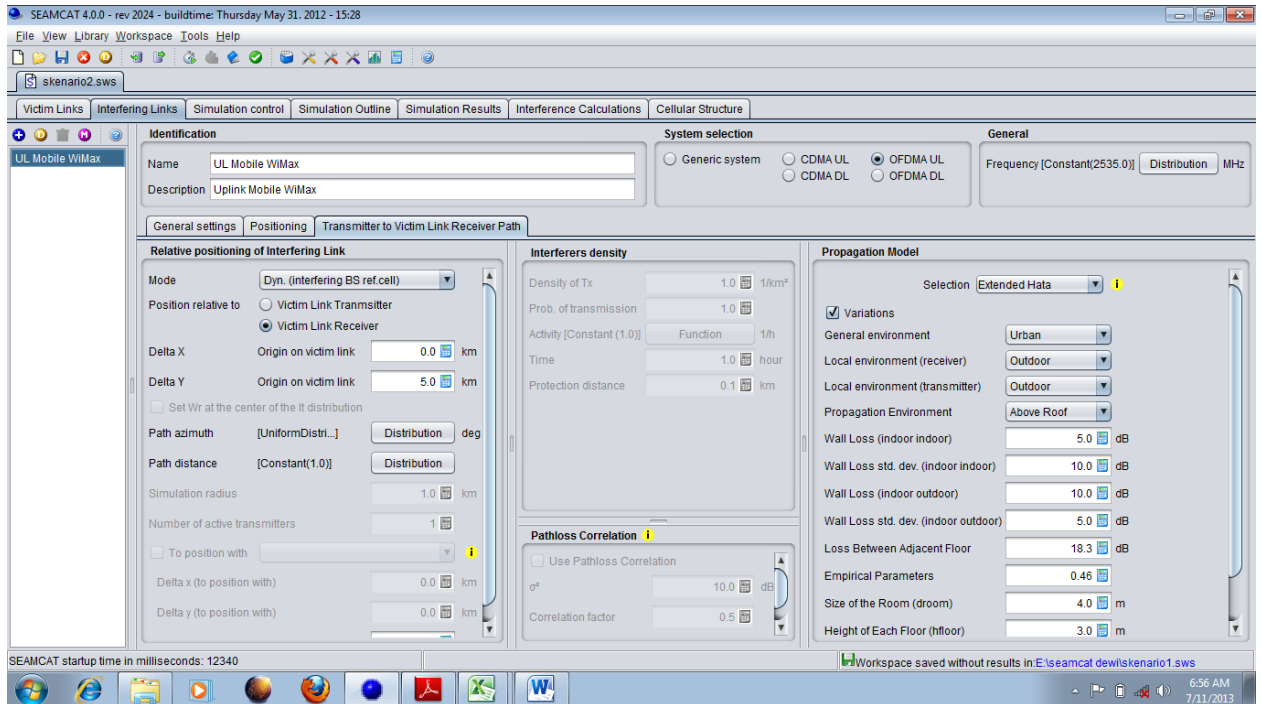 SEAMCAT 4.0.0 - rev 2024 - buildtime: Thursday May 31. 2012 - 15:28
File View Library Workspace Tools Help
skenario2.sws
Victim Links Interfering Links Simulation control Simulation Outline Simulation Results Interference Calculations Cellular Structure
UL Mobile WiMax
Identification
Name UL Mobile WiMax
Description Uplink Mobile WiMax
System selection
Generic system CDMA UL OFDMA UL
CDMA DL OFDMA DL
General
Frequency [Constant(2535.0)] Distribution MHz
General settings Positioning Transmitter to Victim Link Receiver Path
Relative positioning of Interfering Link
Mode Dyn. (interfering BS ref.cell)
Position relative to Victim Link Tranmsitter
Victim Link Receiver
Delta X Origin on victim link 0.0 km
Delta Y Origin on victim link 5.0 km
Set Wr at the center of the It distribution
Path azimuth [UniformDistri...] Distribution deg
Path distance [Constant(1.0)] Distribution
Simulation radius 1.0 km
Number of active transmitters 1
To position with
Delta x (to position with) 0.0 km
Delta y (to position with) 0.0 km
Interferers density
Density of Tx 1.0 1/km²
Prob. of transmission 1.0
Activity [Constant (1.0)] Function 1/h
Time 1.0 hour
Protection distance 0.1 km
Pathloss Correlation
Use Pathloss Correlation
σ² 10.0 dB
Correlation factor 0.5
Propagation Model
Selection Extended Hata
Variations
General environment Urban
Local environment (receiver) Outdoor
Local environment (transmitter) Outdoor
Propagation Environment Above Roof
Wall Loss (indoor indoor) 5.0 dB
Wall Loss std. dev. (indoor indoor) 10.0 dB
Wall Loss (indoor outdoor) 10.0 dB
Wall Loss std. dev. (indoor outdoor) 5.0 dB
Loss Between Adjacent Floor 18.3 dB
Empirical Parameters 0.46
Size of the Room (droom) 4.0 m
Height of Each Floor (hfloor) 3.0 m
SEAMCAT startup time in milliseconds: 12340
Workspace saved without results in:E:\seamcat dewi\skenario1.sws
6:56 AM
7/11/2013